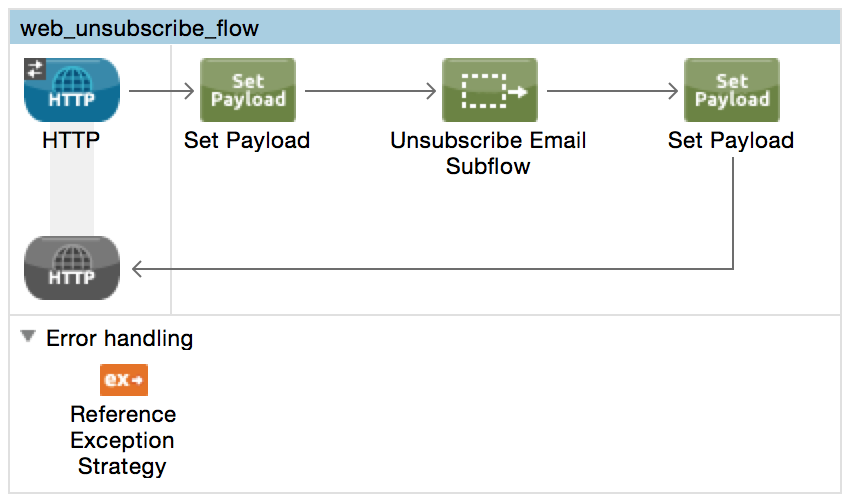 web_unsubscribe_flow
HTTP
Set
Payload
Set
Payload
HTTP
Set Payload
Unsubscribe Email
Subflow
Set Payload
HTTP
Error handling
ex
Reference
Exception
Strategy